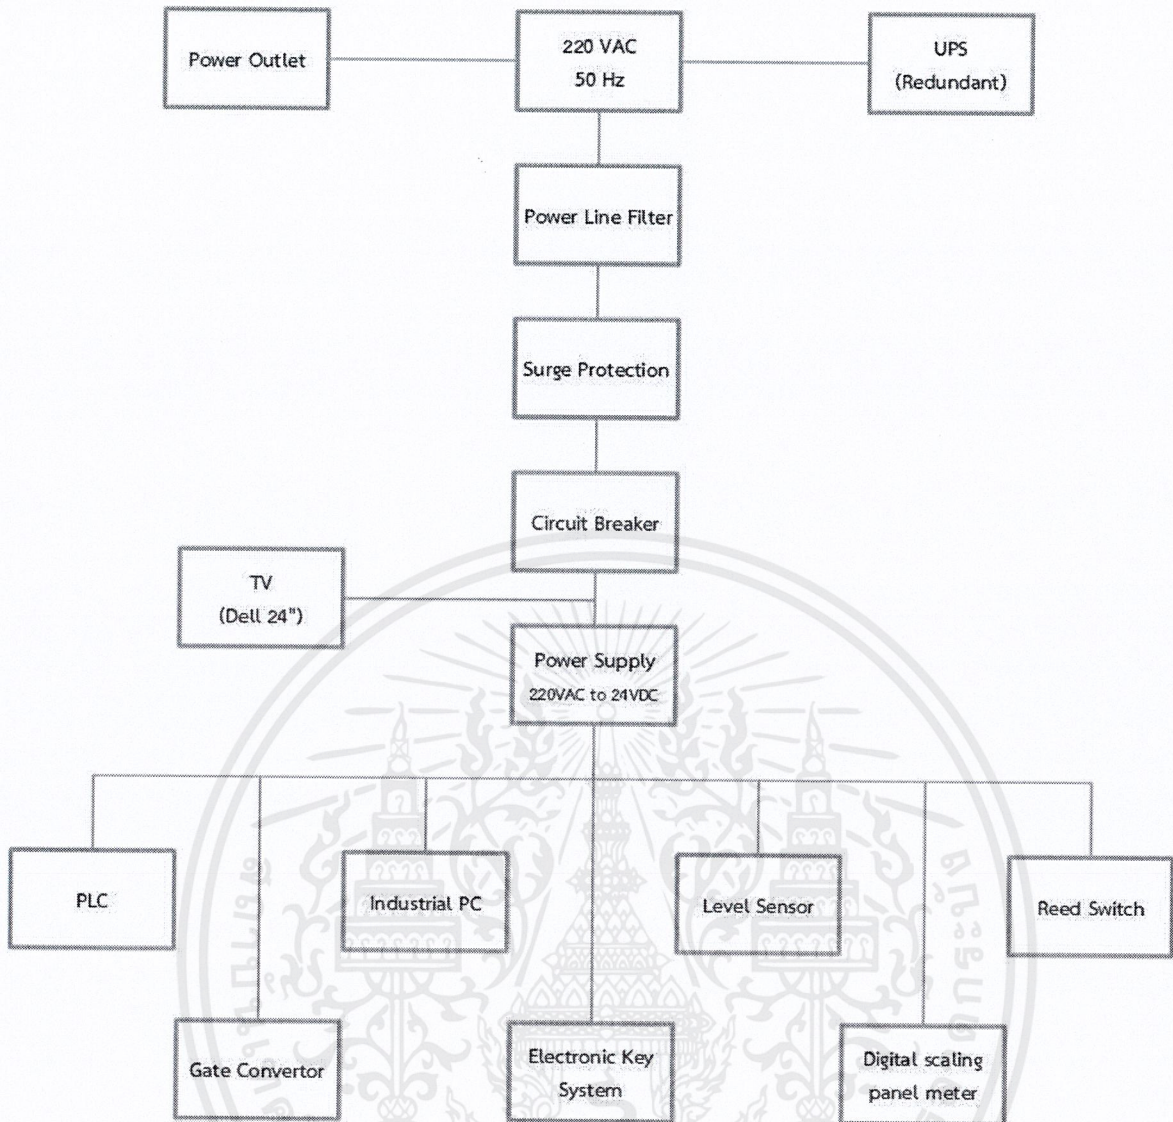 Power Outlet
220 VAC
50 Hz
UPS
(Redundant)
Power Line Filter
Surge Protection
Circuit Breaker
TV
(Dell 24")
Power Supply
220VAC to 24VDC
PLC
Industrial PC
Level Sensor
Reed Switch
Gate Convertor
Electronic Key
System
Digital scaling
panel meter